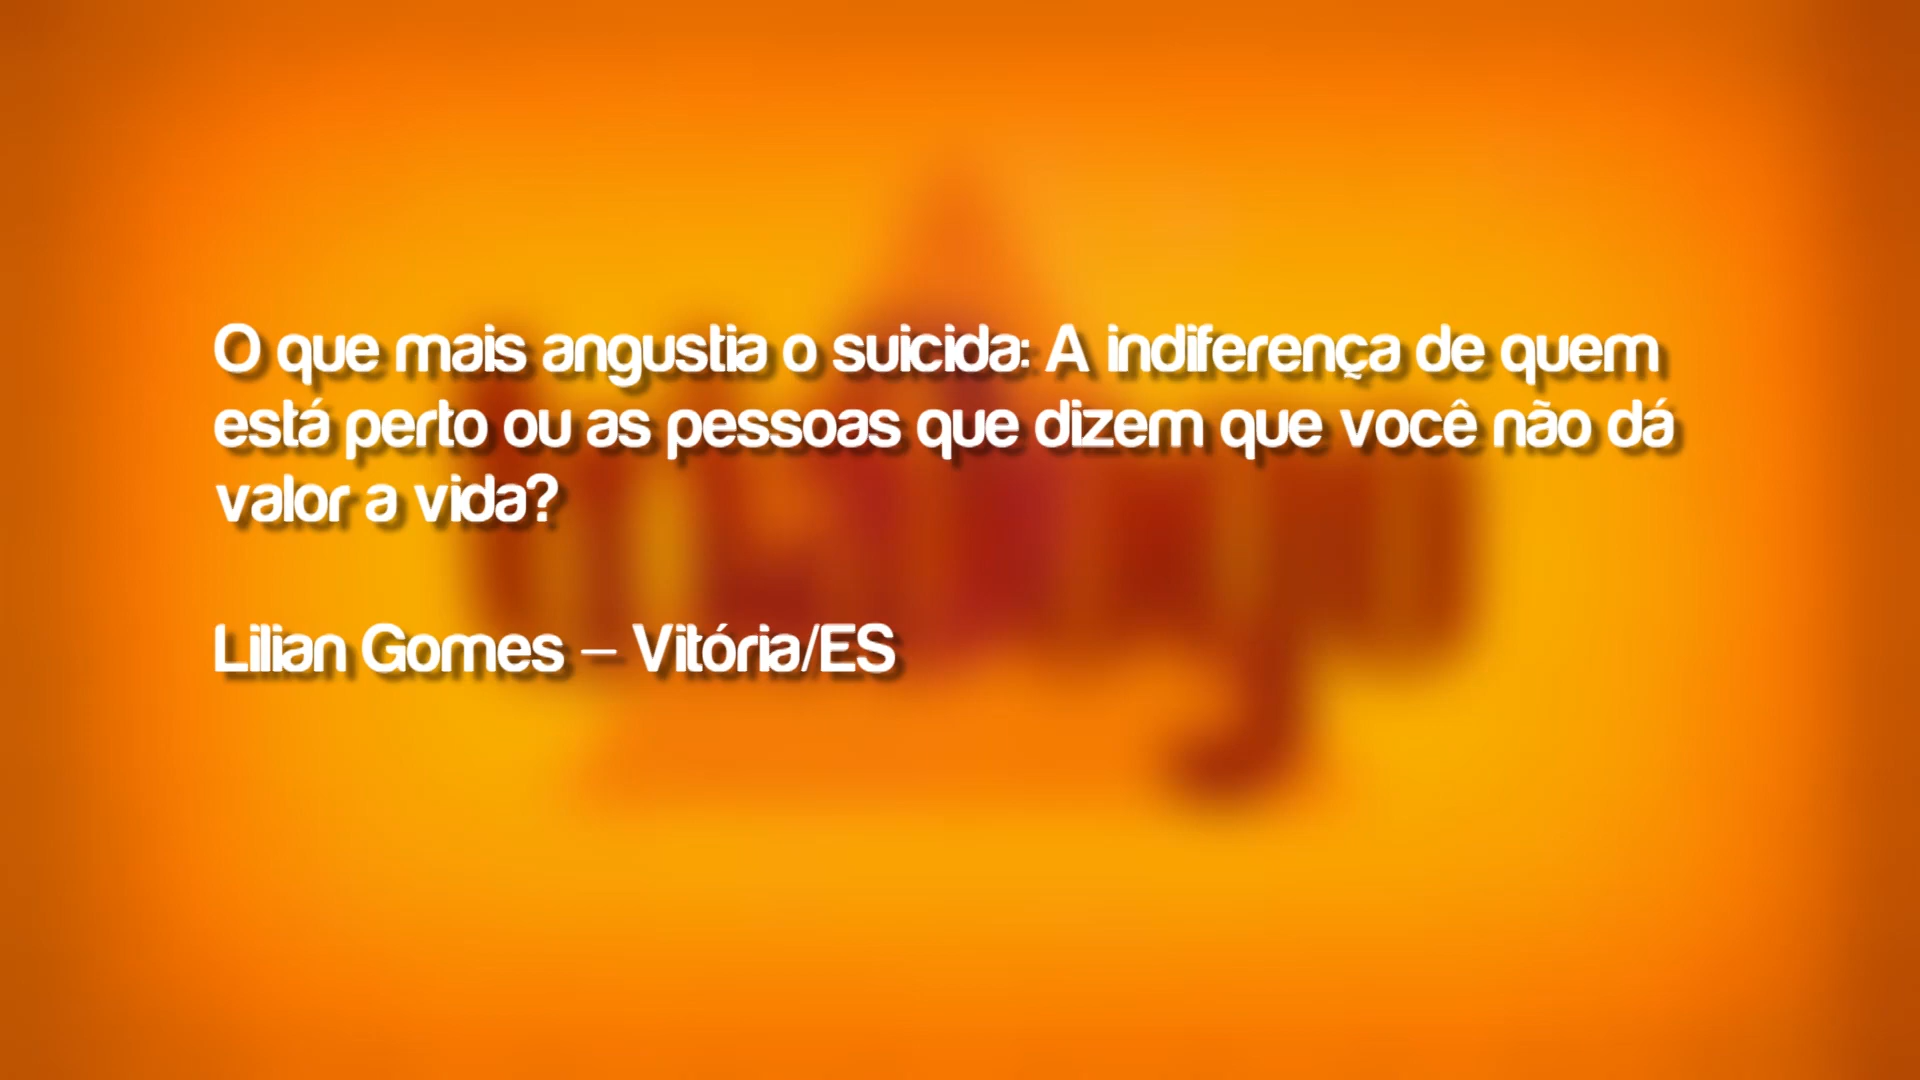 O que mais angustia o suicida: A indiferença de quem
está perto ou as pessoas que dizem que você não dá
valor a vida?
Lilian Gomes – Vitória/ES